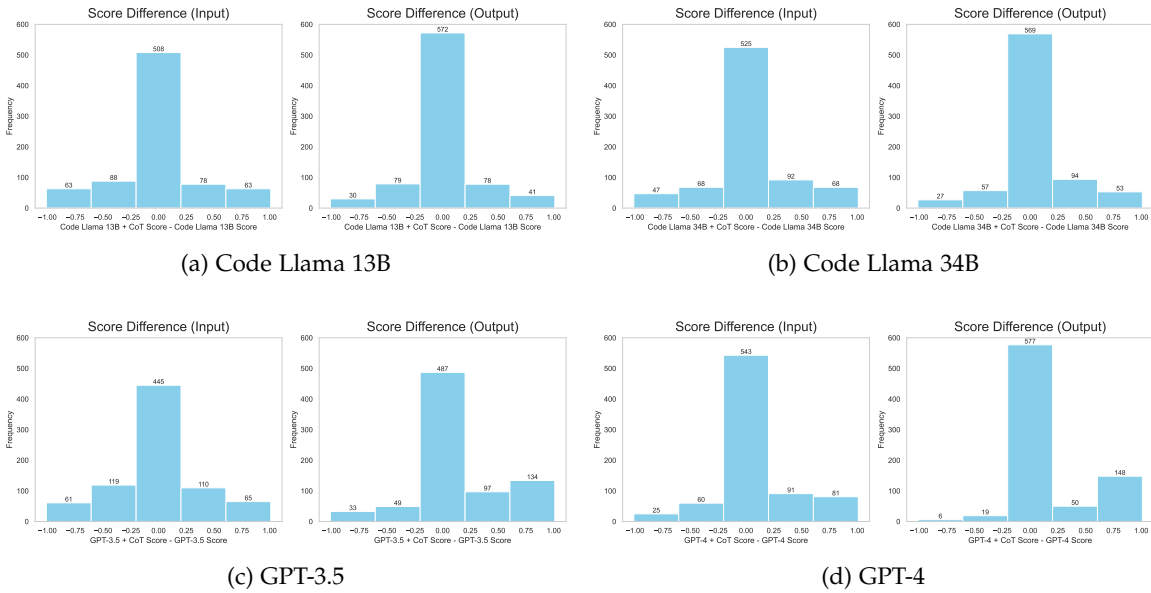 Score Difference (Input)
600
500
400
300
200
100
0
Frequency
63
88
508
78
63
−1.00 −0.75 −0.50 −0.25 0.00 0.25 0.50 0.75 1.00
Code Llama 13B + CoT Score - Code Llama 13B Score
Score Difference (Output)
600
500
400
300
200
100
0
Frequency
30
79
572
78
41
−1.00 −0.75 −0.50 −0.25 0.00 0.25 0.50 0.75 1.00
Code Llama 13B + CoT Score - Code Llama 13B Score
(a) Code Llama 13B
Score Difference (Input)
600
500
400
300
200
100
0
Frequency
47
68
525
92
68
−1.00 −0.75 −0.50 −0.25 0.00 0.25 0.50 0.75 1.00
Code Llama 34B + CoT Score - Code Llama 34B Score
Score Difference (Output)
600
500
400
300
200
100
0
Frequency
27
57
569
94
53
−1.00 −0.75 −0.50 −0.25 0.00 0.25 0.50 0.75 1.00
Code Llama 34B + CoT Score - Code Llama 34B Score
(b) Code Llama 34B
Score Difference (Input)
600
500
400
300
200
100
0
Frequency
61
119
445
110
65
−1.00 −0.75 −0.50 −0.25 0.00 0.25 0.50 0.75 1.00
GPT-3.5 + CoT Score - GPT-3.5 Score
Score Difference (Output)
600
500
400
300
200
100
0
Frequency
33
49
487
97
134
−1.00 −0.75 −0.50 −0.25 0.00 0.25 0.50 0.75 1.00
GPT-3.5 + CoT Score - GPT-3.5 Score
(c) GPT-3.5
Score Difference (Input)
600
500
400
300
200
100
0
Frequency
25
60
543
91
81
−1.00 −0.75 −0.50 −0.25 0.00 0.25 0.50 0.75 1.00
GPT-4 + CoT Score - GPT-4 Score
Score Difference (Output)
600
500
400
300
200
100
0
Frequency
6
19
577
50
148
−1.00 −0.75 −0.50 −0.25 0.00 0.25 0.50 0.75 1.00
GPT-4 + CoT Score - GPT-4 Score
(d) GPT-4